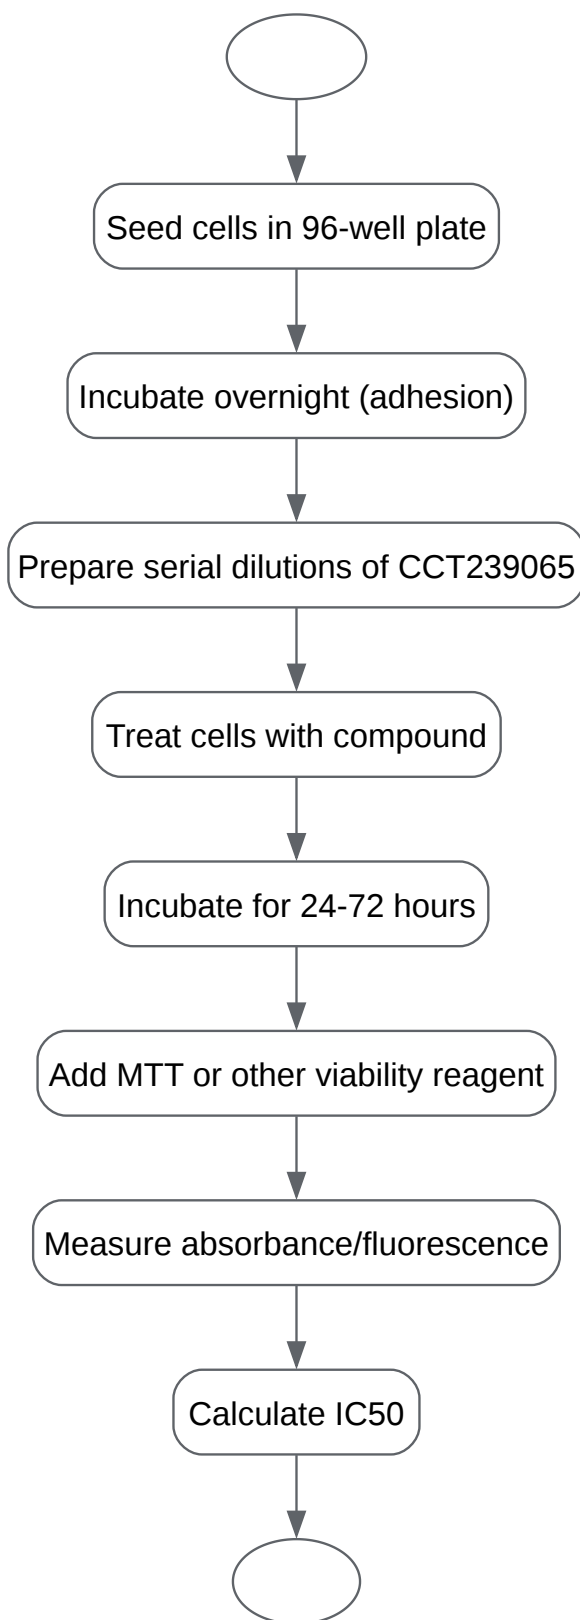 Seed cells in 96-well plate
Incubate overnight (adhesion)
Prepare serial dilutions of CCT239065
Treat cells with compound
Incubate for 24-72 hours
Add MTT or other viability reagent
Measure absorbance/fluorescence
Calculate IC50